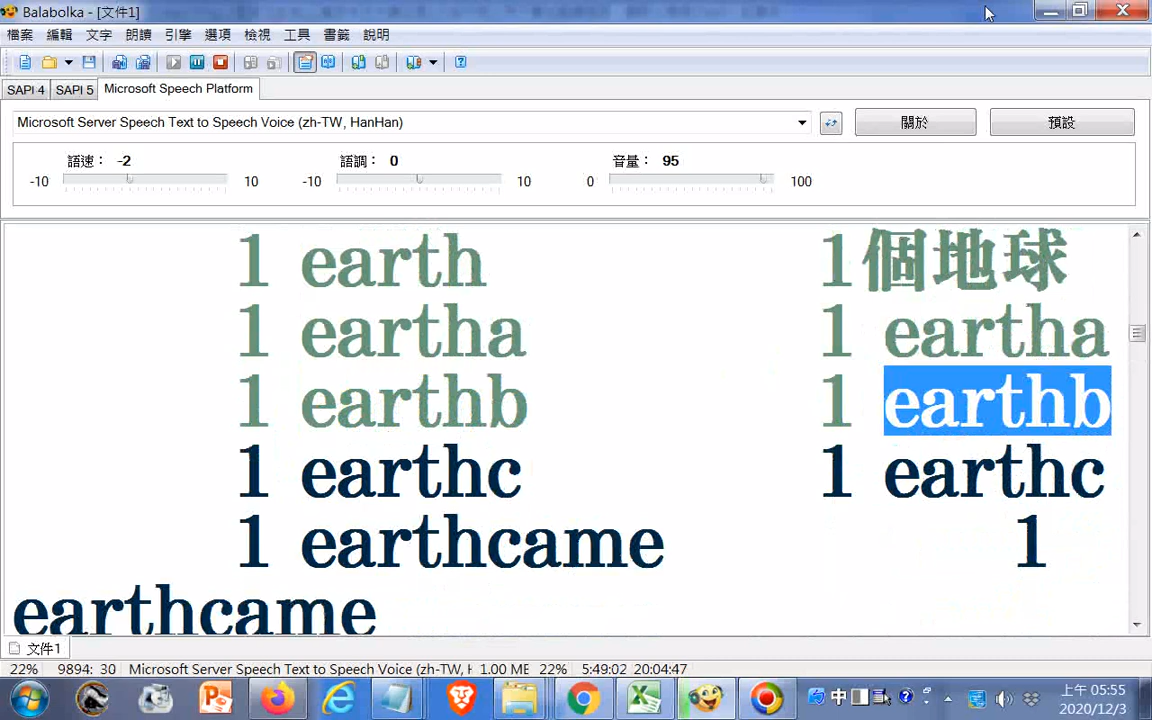 Balabolka - [文件1]
檔案 編輯 文字 朗讀 引擎 選項 檢視 工具 書籤 說明
SAPI 4 SAPI 5 Microsoft Speech Platform
Microsoft Server Speech Text to Speech Voice (zh-TW, HanHan) 關於 預設
語速： -2 語調： 0 音量： 95
-10 10 -10 10 0 100
1 earth 1個地球
1 eartha 1 eartha
1 earthb 1 earthb
1 earthc 1 earthc
1 earthcame 1
earthcame
文件1
22% 9894: 30 Microsoft Server Speech Text to Speech Voice (zh-TW, H 1.00 ME 22% 5:49:02 20:04:47
中 上午 05:55
2020/12/3